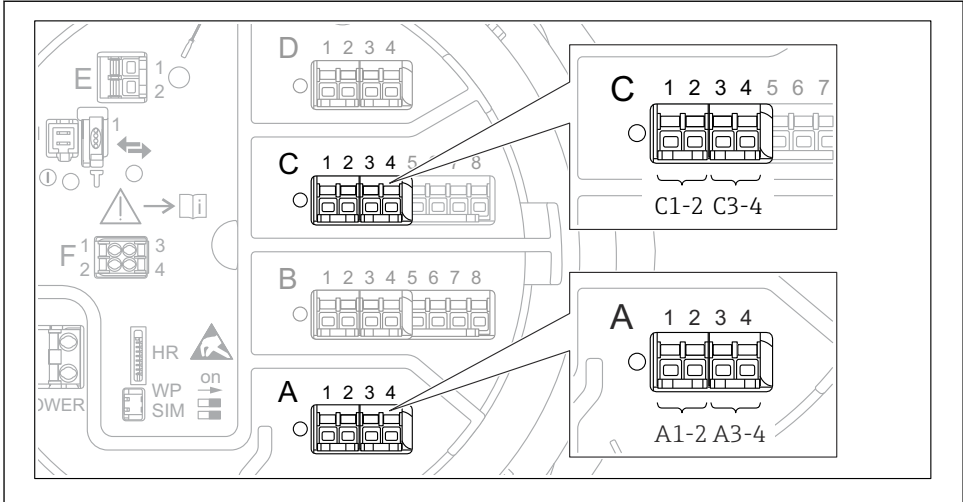 D 1 2 3 4
E 1
2
1
C 1 2 3 4 5 6 7 8
i
F 1 3
2 4
B 1 2 3 4 5 6 7 8
HR
WP on
SIM
A 1 2 3 4
C 1 2 3 4 5 6 7
C1-2 C3-4
A 1 2 3 4
A1-2 A3-4